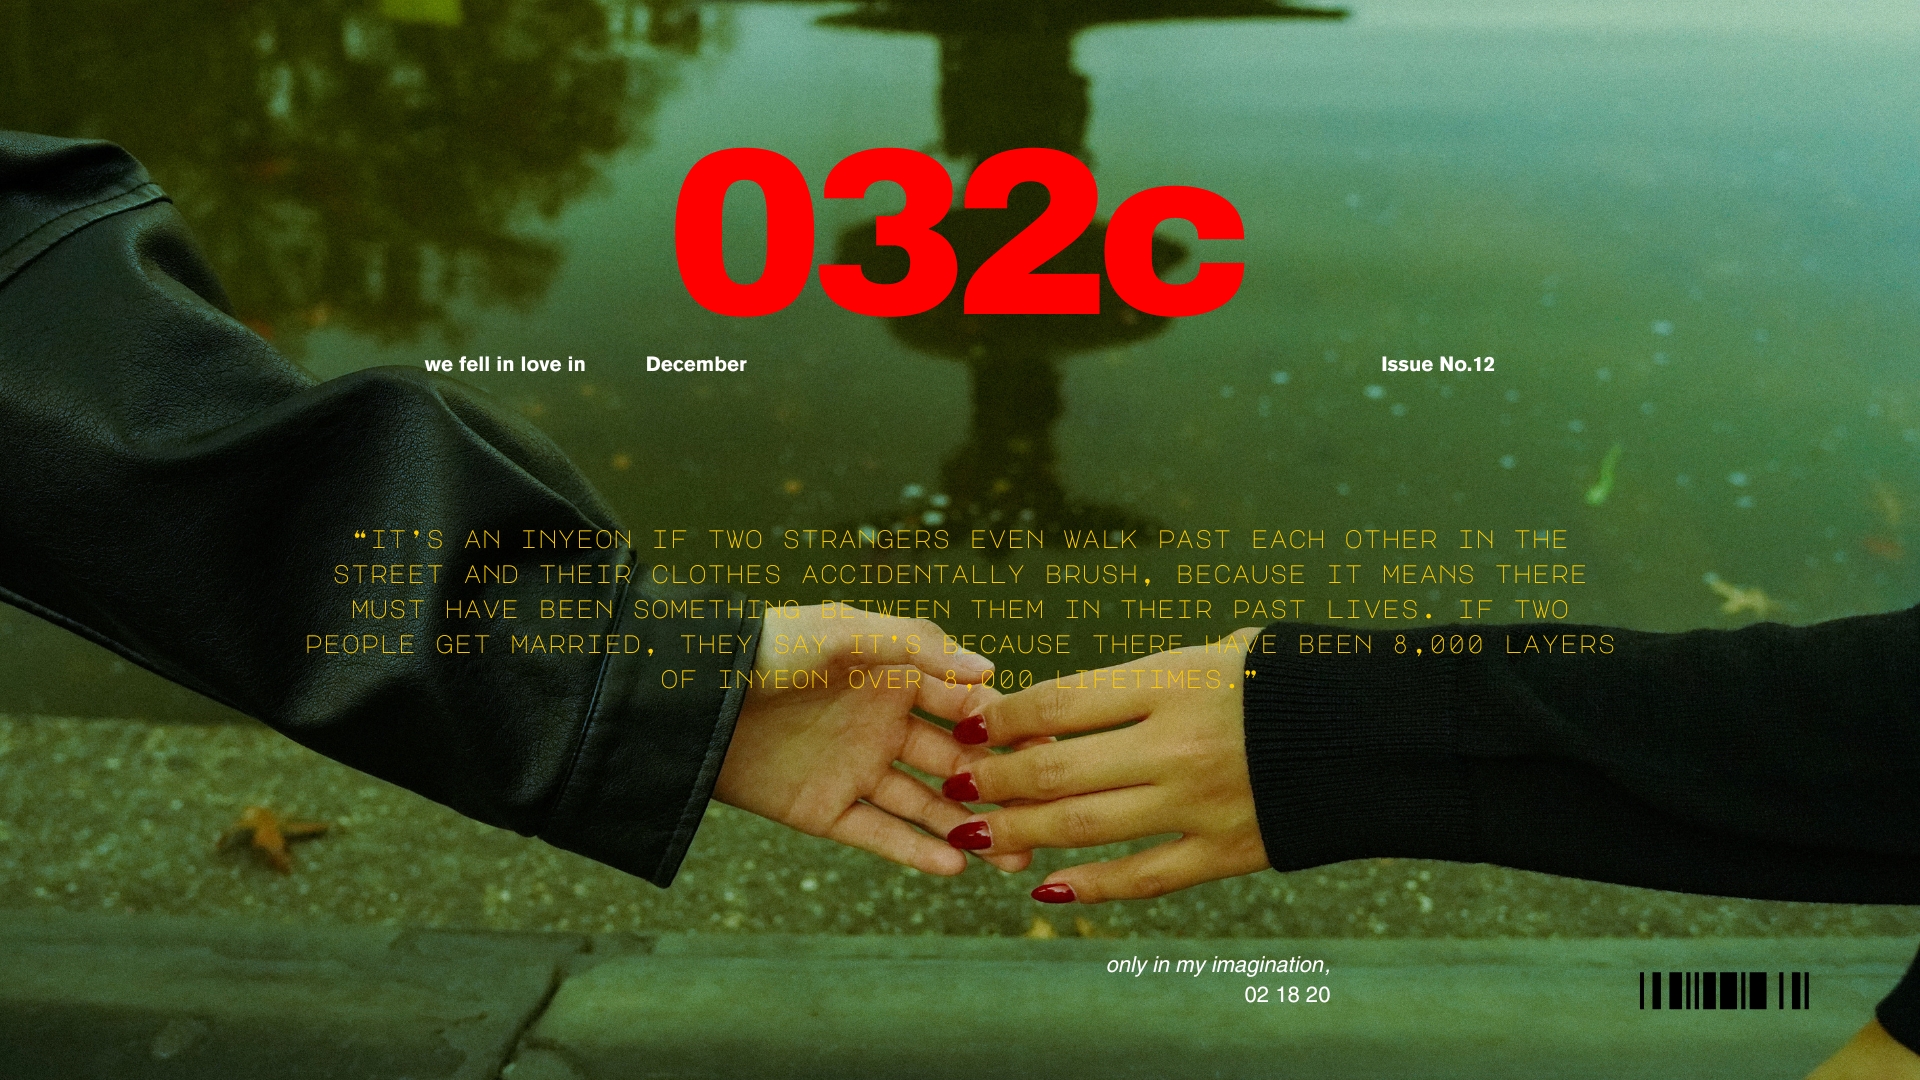 032c
we fell in love in December Issue No.12
“IT’S AN INYEON IF TWO STRANGERS EVEN WALK PAST EACH OTHER IN THE
STREET AND THEIR CLOTHES ACCIDENTALLY BRUSH, BECAUSE IT MEANS THERE
MUST HAVE BEEN SOMETHING BETWEEN THEM IN THEIR PAST LIVES. IF TWO
PEOPLE GET MARRIED, THEY SAY IT’S BECAUSE THERE HAVE BEEN 8,000 LAYERS
OF INYEON OVER 8,000 LIFETIMES.”
only in my imagination,
02 18 20